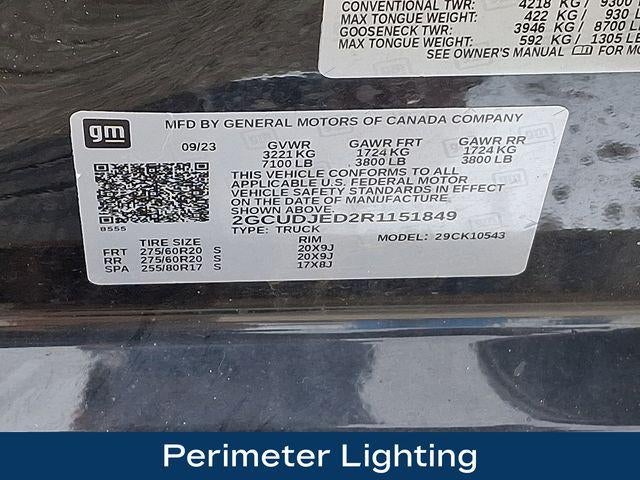 CONVENTIONAL TWR: 4218 KG / 9300
MAX TONGUE WEIGHT: 422 KG / 930 LB
GOOSENECK TWR: 3946 KG / 8700 LB
MAX TONGUE WEIGHT: 592 KG / 1305 LB
SEE OWNER'S MANUAL FOR MO
gm
MFD BY GENERAL MOTORS OF CANADA COMPANY
09/23 GVWR GAWR FRT GAWR RR
3221 KG 1724 KG 1724 KG
7100 LB 3800 LB 3800 LB
THIS VEHICLE CONFORMS TO ALL
APPLICABLE U.S. FEDERAL MOTOR
VEHICLE SAFETY STANDARDS IN EFFECT
ON THE DATE OF MANUFACTURE
SHOWN ABOVE.
2GCUDJED2R1151849
B555 TYPE: TRUCK MODEL: 29CK10543
TIRE SIZE RIM
FRT 275/60R20 S 20X9J
RR 275/60R20 S 20X9J
SPA 255/80R17 S 17X8J
Perimeter Lighting